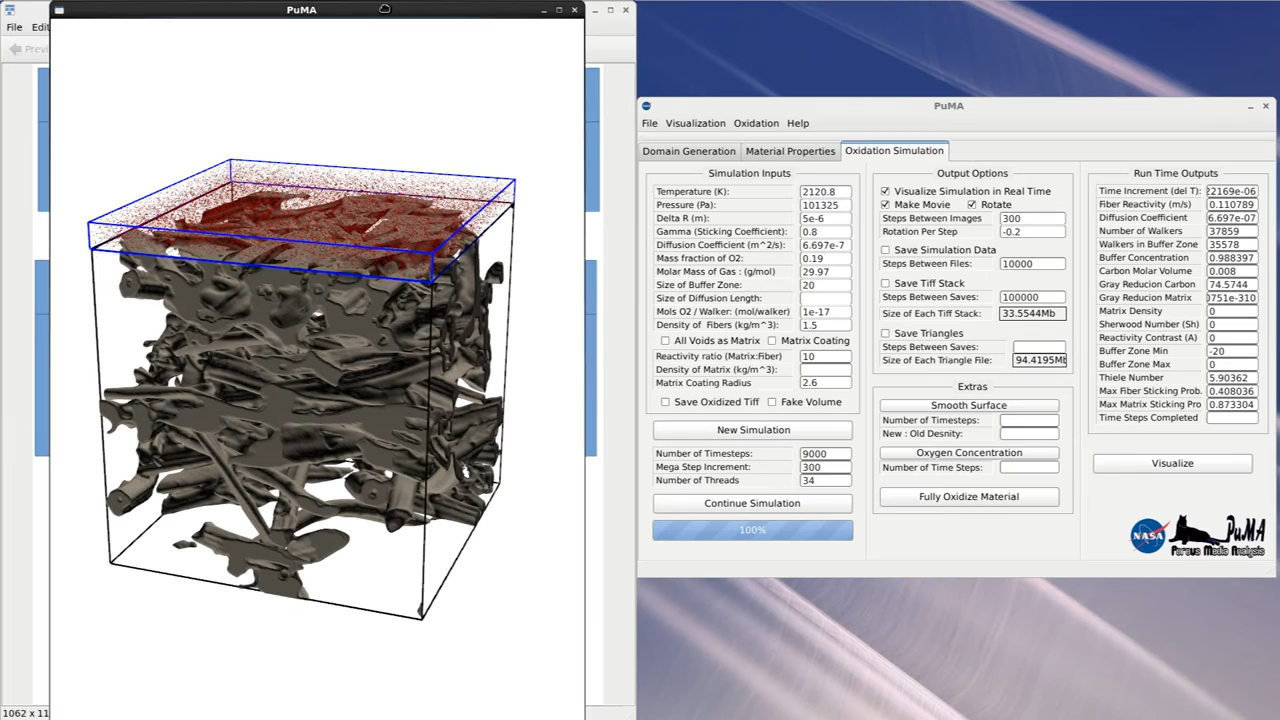 PuMA
File Edi
Previ
1062 x 11
PuMA
File Visualization Oxidation Help
Domain Generation Material Properties Oxidation Simulation
Simulation Inputs
Temperature (K): 2120.8
Pressure (Pa): 101325
Delta R (m): 5e-6
Gamma (Sticking Coefficient): 0.8
Diffusion Coefficient (m^2/s): 6.697e-7
Mass fraction of O2: 0.19
Molar Mass of Gas : (g/mol) 29.97
Size of Buffer Zone: 20
Size of Diffusion Length:
Mols O2 / Walker: (mol/walker) 1e-17
Density of Fibers (kg/m^3): 1.5
All Voids as Matrix Matrix Coating
Reactivity ratio (Matrix:Fiber) 10
Density of Matrix (kg/m^3):
Matrix Coating Radius 2.6
Save Oxidized Tiff Fake Volume
New Simulation
Number of Timesteps: 9000
Mega Step Increment: 300
Number of Threads 34
Continue Simulation
100%
Output Options
Visualize Simulation in Real Time
Make Movie Rotate
Steps Between Images 300
Rotation Per Step -0.2
Save Simulation Data
Steps Between Files: 10000
Save Tiff Stack
Steps Between Saves: 100000
Size of Each Tiff Stack: 33.5544Mb
Save Triangles
Steps Between Saves:
Size of Each Triangle File: 94.4195Mb
Extras
Smooth Surface
Number of Timesteps:
New : Old Desnity:
Oxygen Concentration
Number of Time Steps:
Fully Oxidize Material
Run Time Outputs
Time Increment (del T): 22169e-06
Fiber Reactivity (m/s) 0.110789
Diffusion Coefficient 6.697e-07
Number of Walkers 37859
Walkers in Buffer Zone 35578
Buffer Concentration 0.988397
Carbon Molar Volume 0.008
Gray Reducion Carbon 74.5744
Gray Reducion Matrix 0751e-310
Matrix Density 0
Sherwood Number (Sh) 0
Reactivity Contrast (A) 0
Buffer Zone Min -20
Buffer Zone Max 0
Thiele Number 5.90362
Max Fiber Sticking Prob. 0.408036
Max Matrix Sticking Pro 0.873304
Time Steps Completed
Visualize
NASA PuMA
Porous Media Analysis